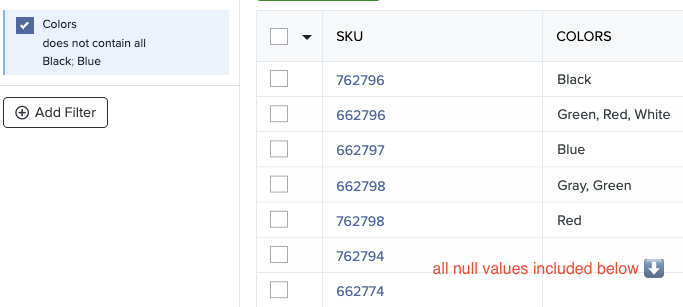 Colors
does not contain all
Black; Blue
Add Filter
SKU COLORS
762796 Black
662796 Green, Red, White
662797 Blue
662798 Gray, Green
762798 Red
762794
all null values included below ⬇️
662774